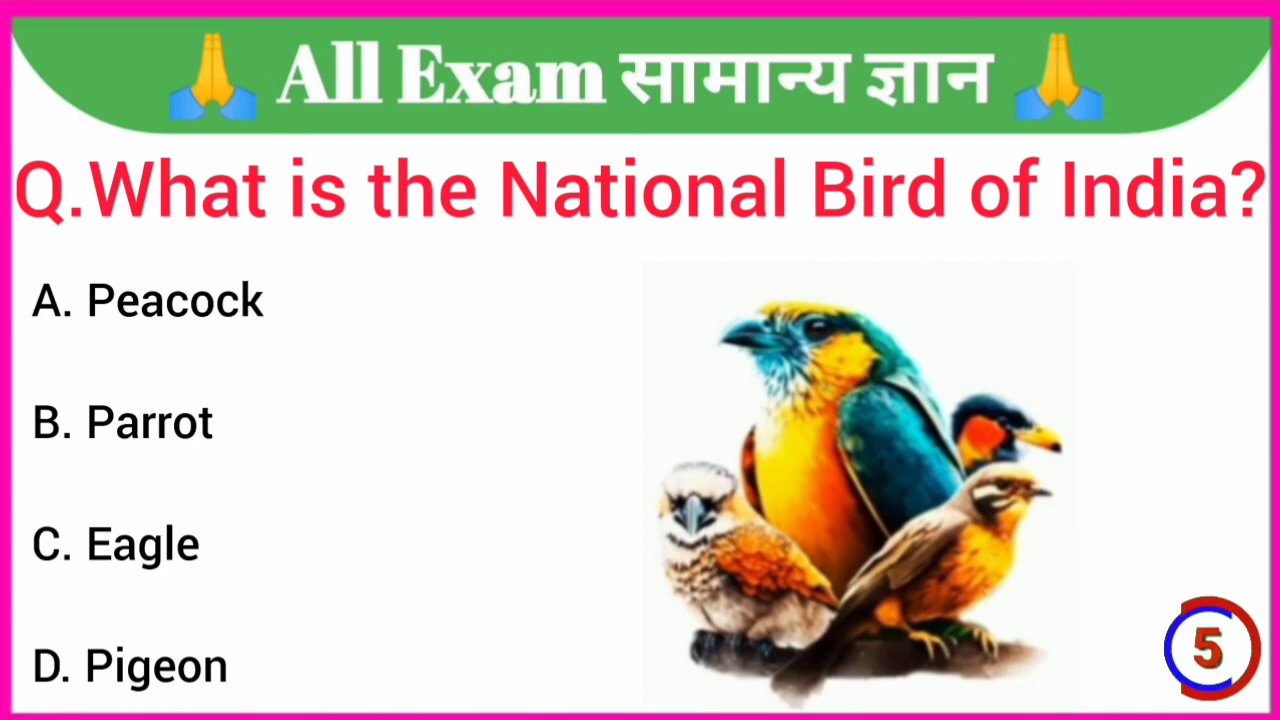 🙏 All Exam सामान्य ज्ञान 🙏
Q.What is the National Bird of India?
A. Peacock
B. Parrot
C. Eagle
D. Pigeon
5